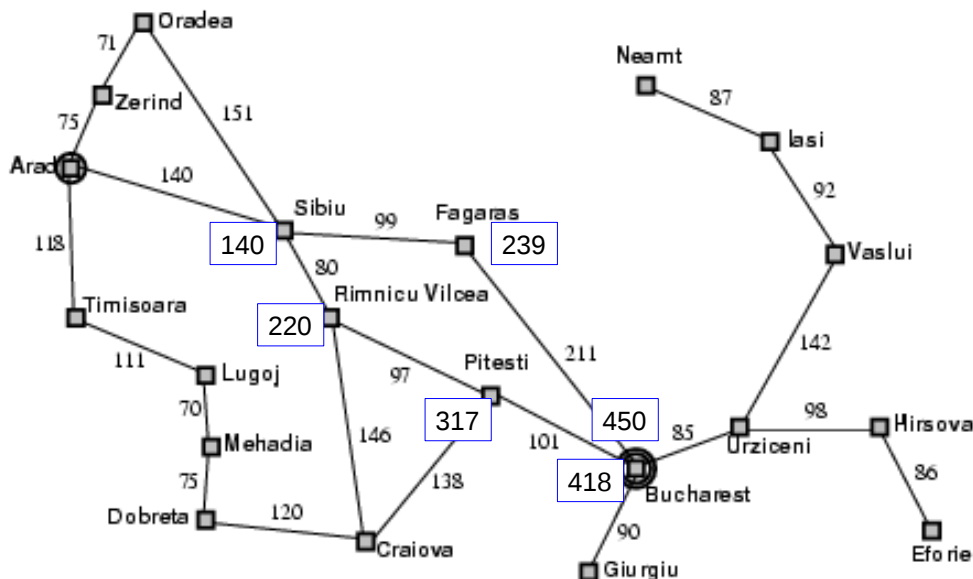 Oradea
71
Neamt
Zerind
87
75
151
Iasi
Arad
140
92
Sibiu
Fagaras
99
118
140
239
Vaslui
80
Timisoara
Rimnicu Vilcea
220
142
211
111
Pitesti
Lugoj
97
70
317
450
98
Hirsova
146
101
85
Mehadia
Urziceni
75
138
418
86
Bucharest
Dobreta
120
90
Craiova
Eforie
Giurgiu